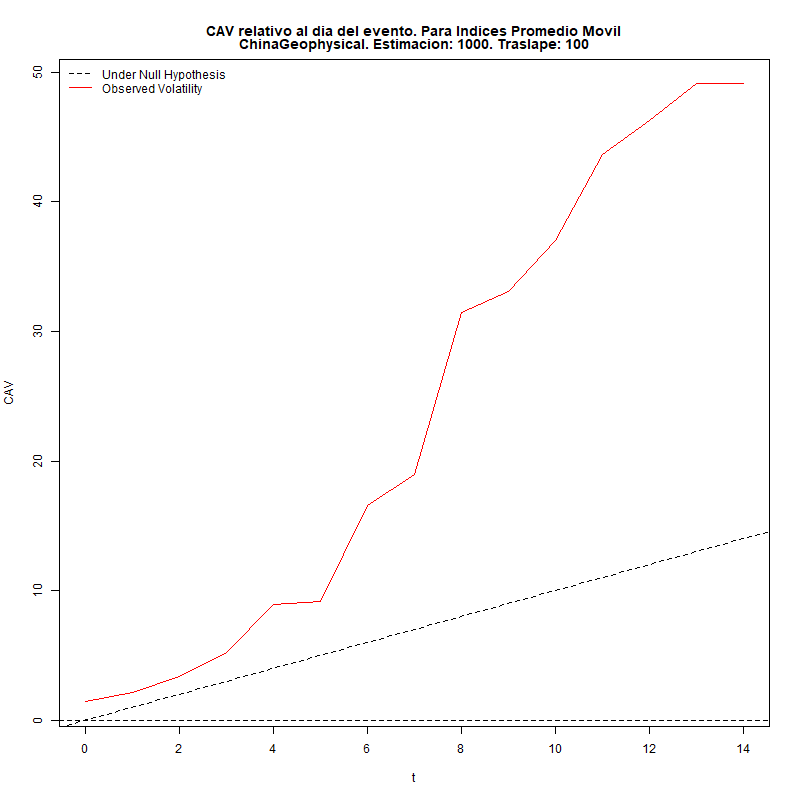 CAV relativo al dia del evento. Para Indices Promedio Movil
ChinaGeophysical. Estimacion: 1000. Traslape: 100
Under Null Hypothesis
Observed Volatility
50
40
30
20
10
0
CAV
0 2 4 6 8 10 12 14
t